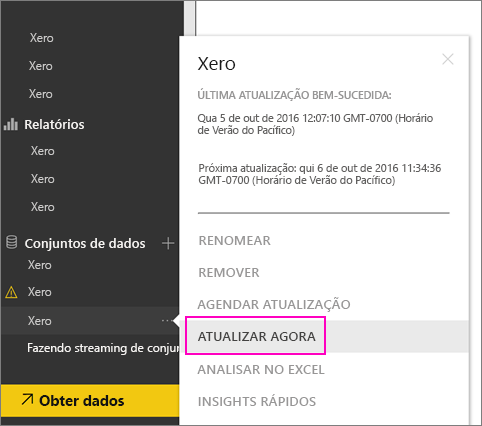 Xero
Xero
Xero
Relatórios
Xero
Xero
Xero
Conjuntos de dados
Xero
Xero
Xero
Fazendo streaming de conjun
Obter dados
Xero
ÚLTIMA ATUALIZAÇÃO BEM-SUCEDIDA:
Qua 5 de out de 2016 12:07:10 GMT-0700 (Horário
de Verão do Pacífico)
Próxima atualização: qui 6 de out de 2016 11:34:36
GMT-0700 (Horário de Verão do Pacífico)
RENOMEAR
REMOVER
AGENDAR ATUALIZAÇÃO
ATUALIZAR AGORA
ANALISAR NO EXCEL
INSIGHTS RÁPIDOS